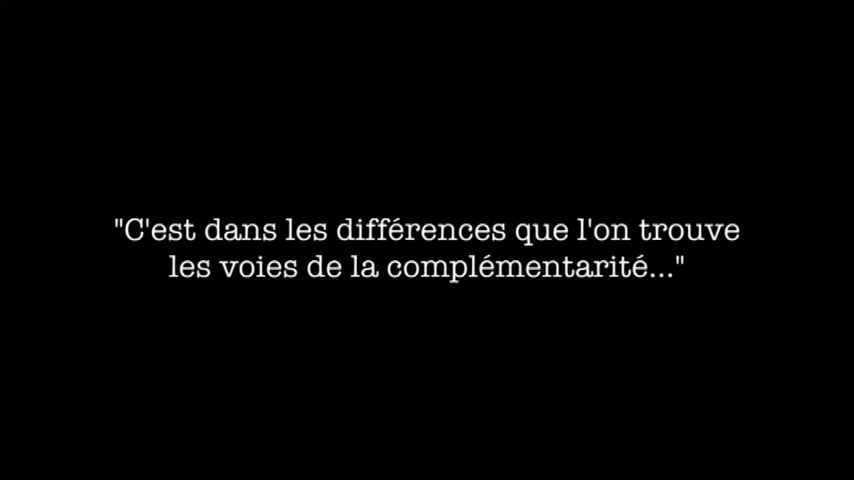 "C'est dans les différences que l'on trouve
les voies de la complémentarité..."